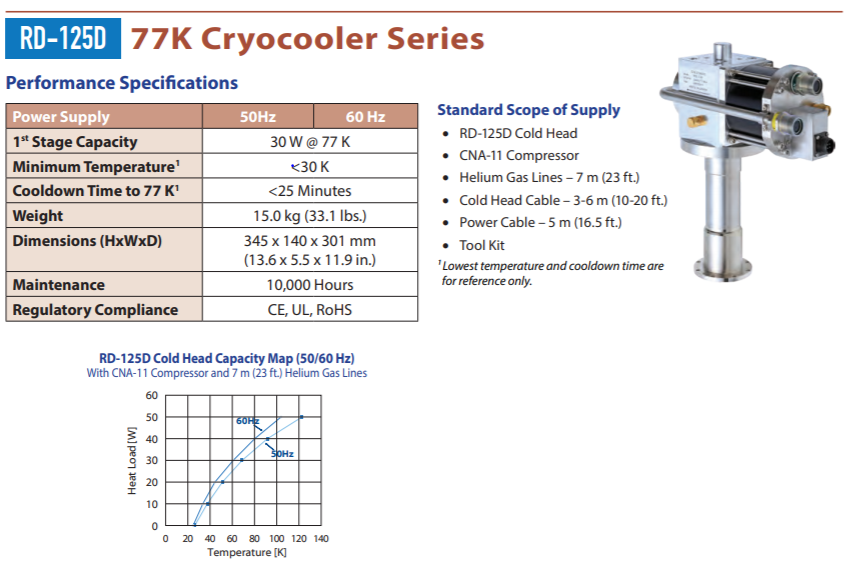 RD-125D 77K Cryocooler Series
Performance Specifications
Power Supply 50Hz 60 Hz
1st Stage Capacity 30 W @ 77 K
Minimum Temperature1 <30 K
Cooldown Time to 77 K1 <25 Minutes
Weight 15.0 kg (33.1 lbs.)
Dimensions (HxWxD) 345 x 140 x 301 mm
(13.6 x 5.5 x 11.9 in.)
Maintenance 10,000 Hours
Regulatory Compliance CE, UL, RoHS
Standard Scope of Supply
• RD-125D Cold Head
• CNA-11 Compressor
• Helium Gas Lines – 7 m (23 ft.)
• Cold Head Cable – 3-6 m (10-20 ft.)
• Power Cable – 5 m (16.5 ft.)
• Tool Kit
1Lowest temperature and cooldown time are
for reference only.
RD-125D Cold Head Capacity Map (50/60 Hz)
With CNA-11 Compressor and 7 m (23 ft.) Helium Gas Lines
Heat Load [W]
60
50
40
30
20
10
0
60Hz
50Hz
0 20 40 60 80 100 120 140
Temperature [K]